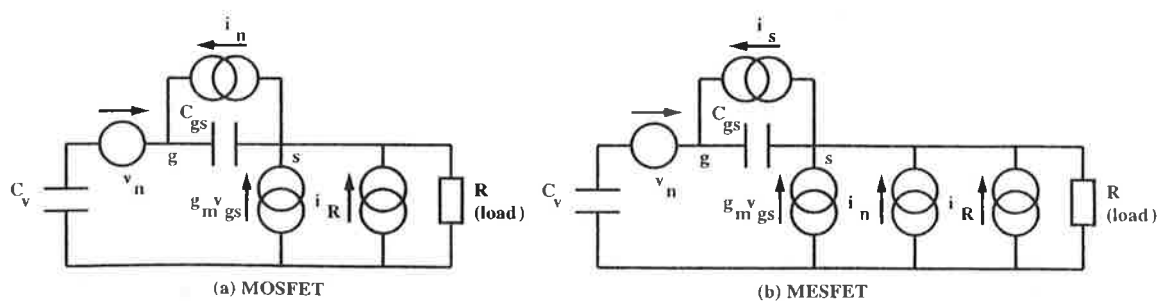 i n
C gs
g
s
v n
C v
g m v gs
i R
R
(load)
(a) MOSFET
i s
C gs
g
s
v n
C v
g m v gs
i n
i R
R
(load)
(b) MESFET